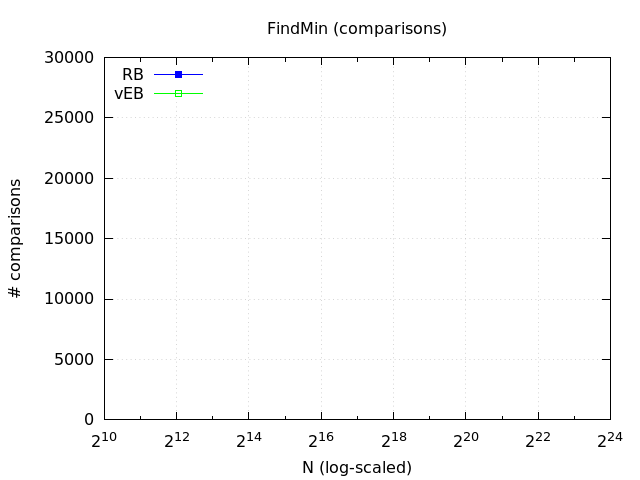 FindMin (comparisons)
30000
RB
vEB
25000
20000
15000
10000
5000
0
# comparisons
2^10 2^12 2^14 2^16 2^18 2^20 2^22 2^24
N (log-scaled)